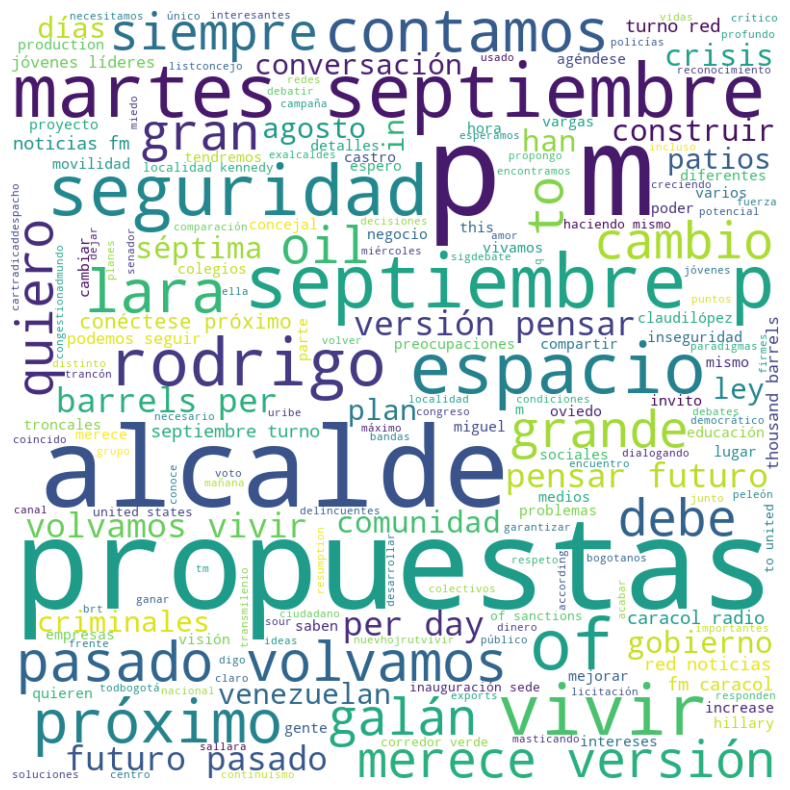 necesitamos único interesantes
días siempre contamos turno red crítico
production policías vidas profundo
jóvenes líderes listconcejo conversación usado agéndese crisis
redes reconocimiento
martes septiembre
miedo debatir campaña
proyecto gran agosto in detalles hora vargas construir
noticias fm esperamos han incluso
movilidad tendremos exalcaldes castro propongo diferentes patios
localidad kennedy espero encontramos varios creciendo
seguridad p m to poder fuerza
cartradicaddespacho dejar senador concejal decisiones this haciendo mismo potencial
quiero cambiar comparación negocio amor vivamos cambio
séptima oil miércoles sigdebate q jóvenes
congestionadmundo planes ella colegios
lara septiembre p
puntos
conéctese próximo parte versión pensar claudilópez
podemos seguir preocupaciones compartir inseguridad paradigmas
distinto volver mismo firmes
trancón rodrigo espacio ley
barrels per plan m localidad condiciones invito
necesario uribe congreso oviedo debates thousand barrels
troncales merece máximo bandas miguel grande educación democrático
coincido septiembre turno sociales lugar
grupo voto encuentro dialogando
alcalde pensar futuro
conoce mañana medios peleón
canal united states delincuentes problemas junto to united
volvamos vivir comunidad garantizar debe
resumption desarrollar respeto bogotanos according acabar
propuestas
tm
brt ganar transmilenio colectivos
criminales sour ciudadano per day of sanctions of caracol radio
empresas saben dinero importantes
frente visión ideas nuevhojrutvivir público gobierno
todbogotá digo claro mejorar red noticias
pasado volvamos fm caracol
quieren nacional venezuelan inauguración sede licitación responden
próximo gente galán vivir exports increase
sallara corredor verde masticando intereses hillary
futuro pasado merece versión
soluciones centro continuismo